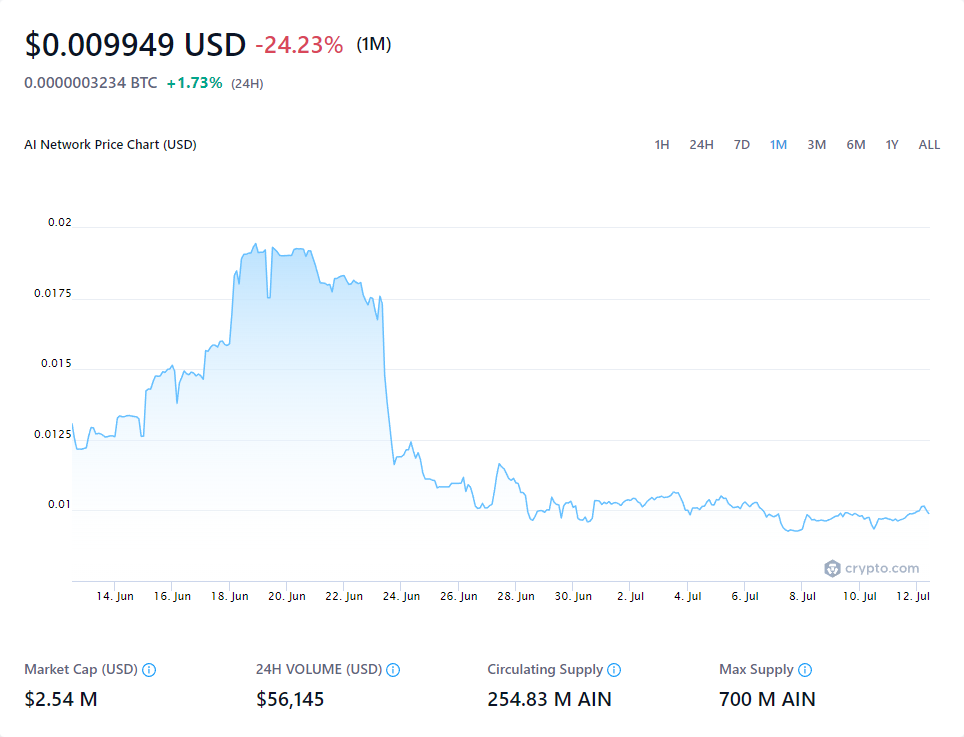 $0.009949 USD -24.23% (1M)
0.0000003234 BTC +1.73% (24H)
AI Network Price Chart (USD) 1H 24H 7D 1M 3M 6M 1Y ALL
0.02
0.0175
0.015
0.0125
0.01
crypto.com
14. Jun 16. Jun 18. Jun 20. Jun 22. Jun 24. Jun 26. Jun 28. Jun 30. Jun 2. Jul 4. Jul 6. Jul 8. Jul 10. Jul 12. Jul
Market Cap (USD) 24H VOLUME (USD) Circulating Supply Max Supply
$2.54 M $56,145 254.83 M AIN 700 M AIN